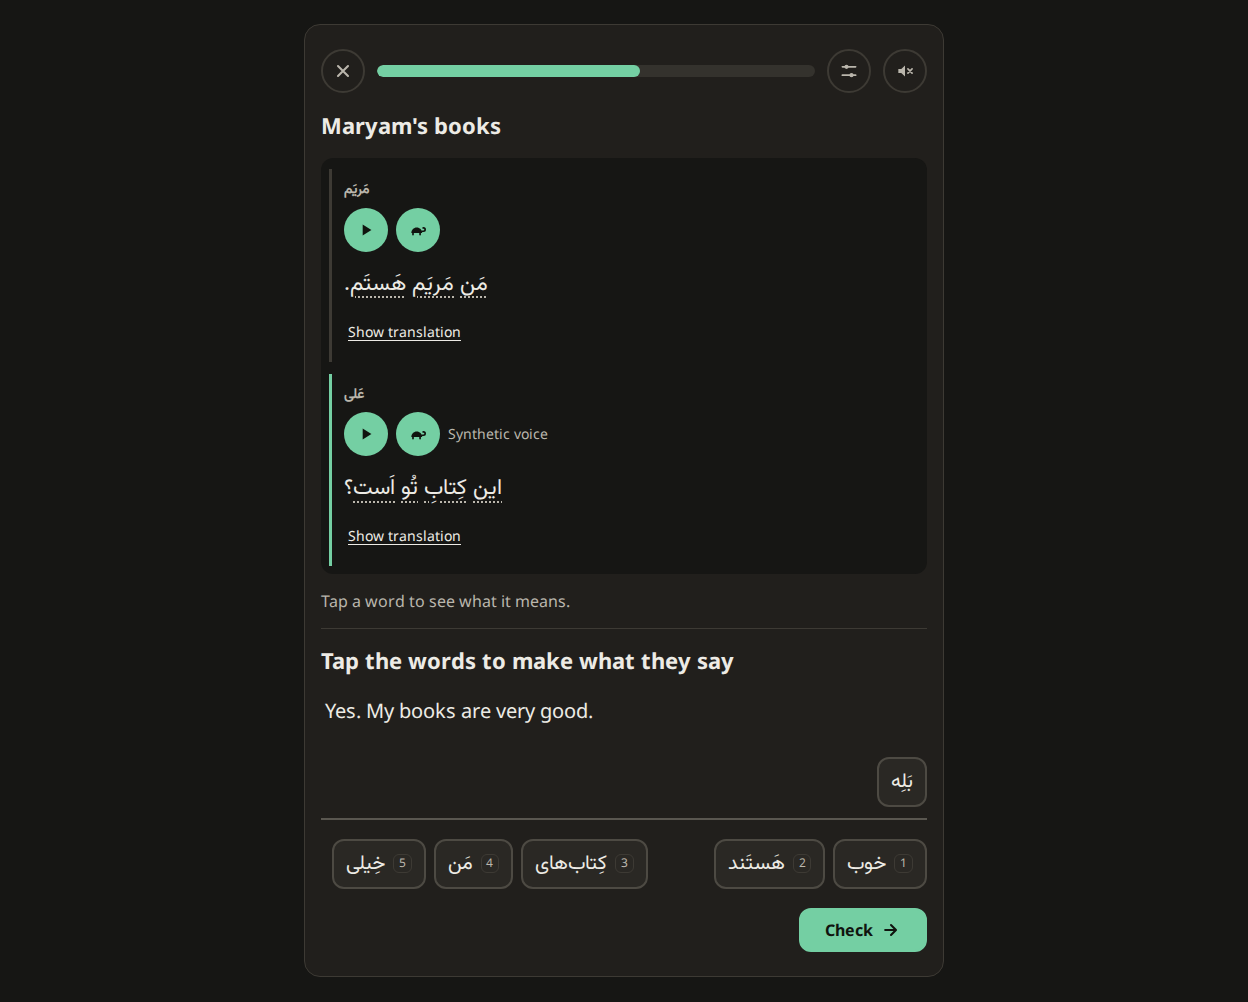 Maryam's books
مَریَم
مَن مَریَم هَستَم.
Show translation
عَلی
Synthetic voice
این کِتابِ تُو اَست؟
Show translation
Tap a word to see what it means.
Tap the words to make what they say
Yes. My books are very good.
بَلِه
1 خوب 2 هَستَند 3 کِتاب‌های 4 مَن 5 خِیلی
Check